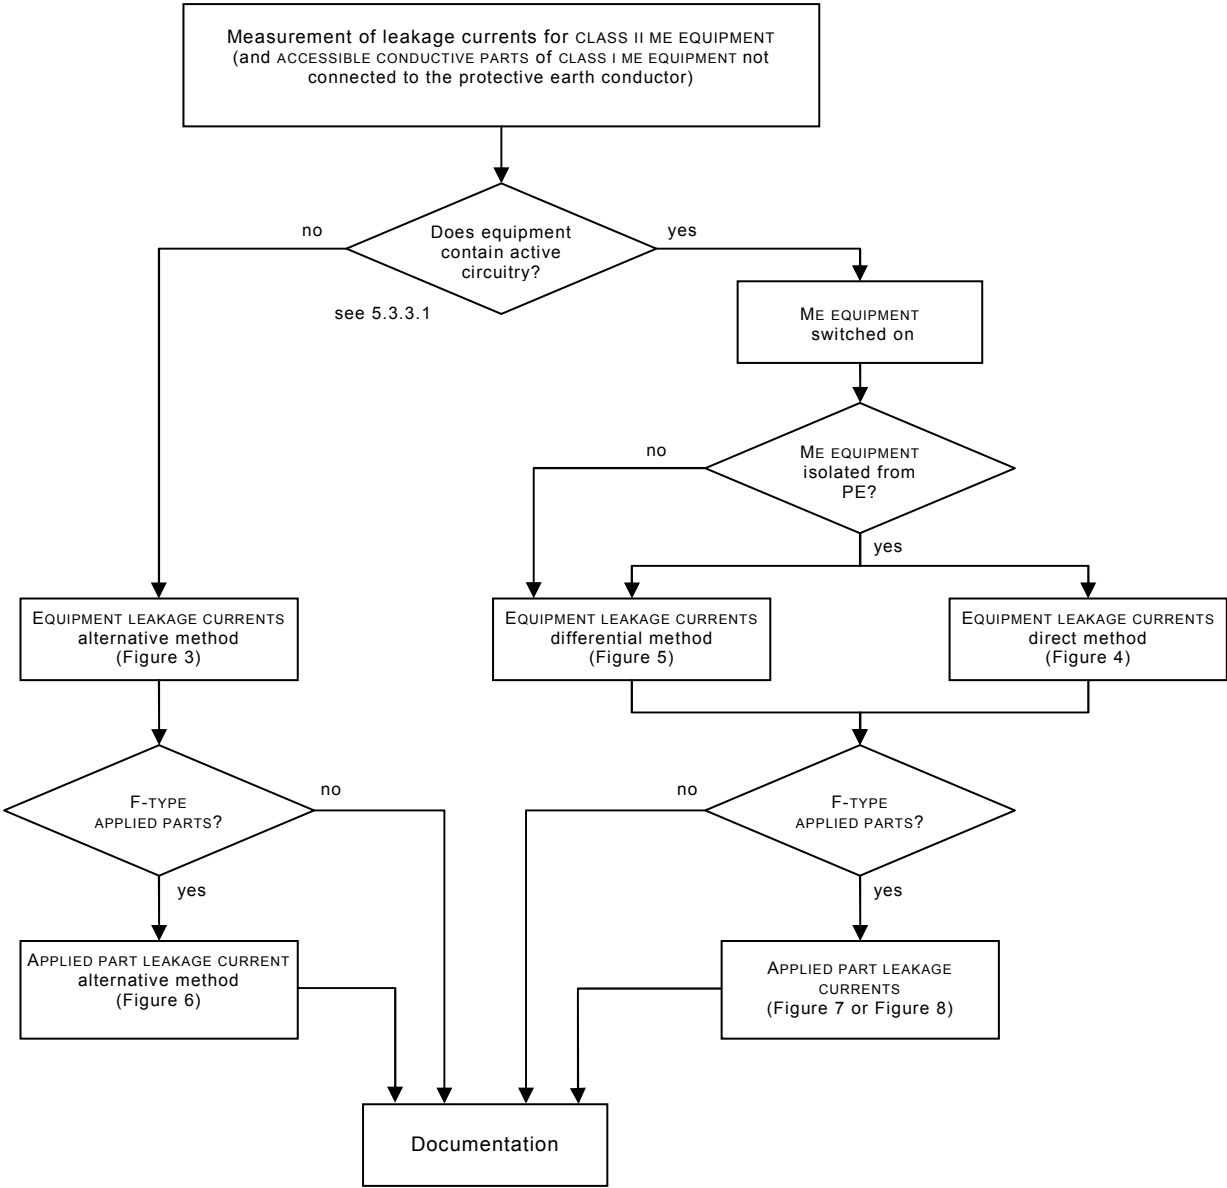 Measurement of leakage currents for CLASS II ME EQUIPMENT
(and ACCESSIBLE CONDUCTIVE PARTS of CLASS I ME EQUIPMENT not
connected to the protective earth conductor)
no
Does equipment
contain active
circuitry?
yes
see 5.3.3.1
ME EQUIPMENT
switched on
no
ME EQUIPMENT
isolated from
PE?
yes
EQUIPMENT LEAKAGE CURRENTS
alternative method
(Figure 3)
EQUIPMENT LEAKAGE CURRENTS
differential method
(Figure 5)
EQUIPMENT LEAKAGE CURRENTS
direct method
(Figure 4)
F-TYPE
APPLIED PARTS?
no
yes
no
F-TYPE
APPLIED PARTS?
yes
APPLIED PART LEAKAGE CURRENT
alternative method
(Figure 6)
APPLIED PART LEAKAGE
CURRENTS
(Figure 7 or Figure 8)
Documentation